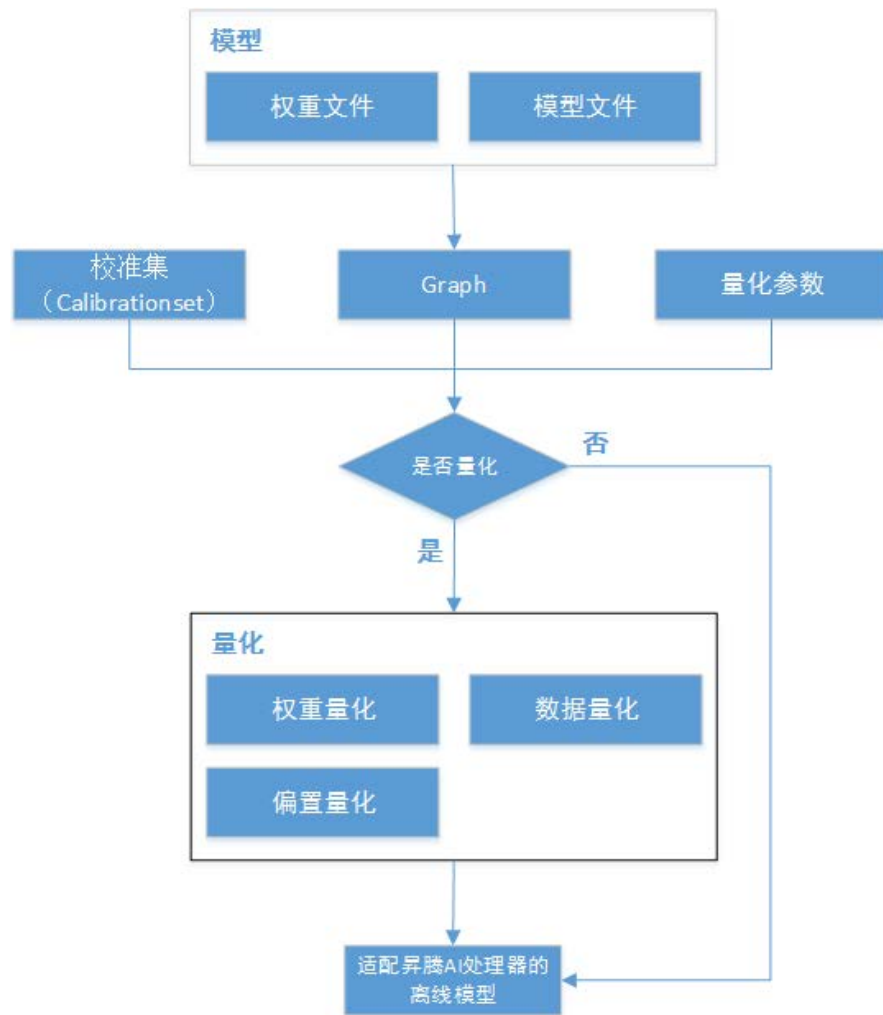 模型
权重文件
模型文件
校准集
（Calibrationset）
Graph
量化参数
是否量化
否
是
量化
权重量化
数据量化
偏置量化
适配昇腾AI处理器的
离线模型